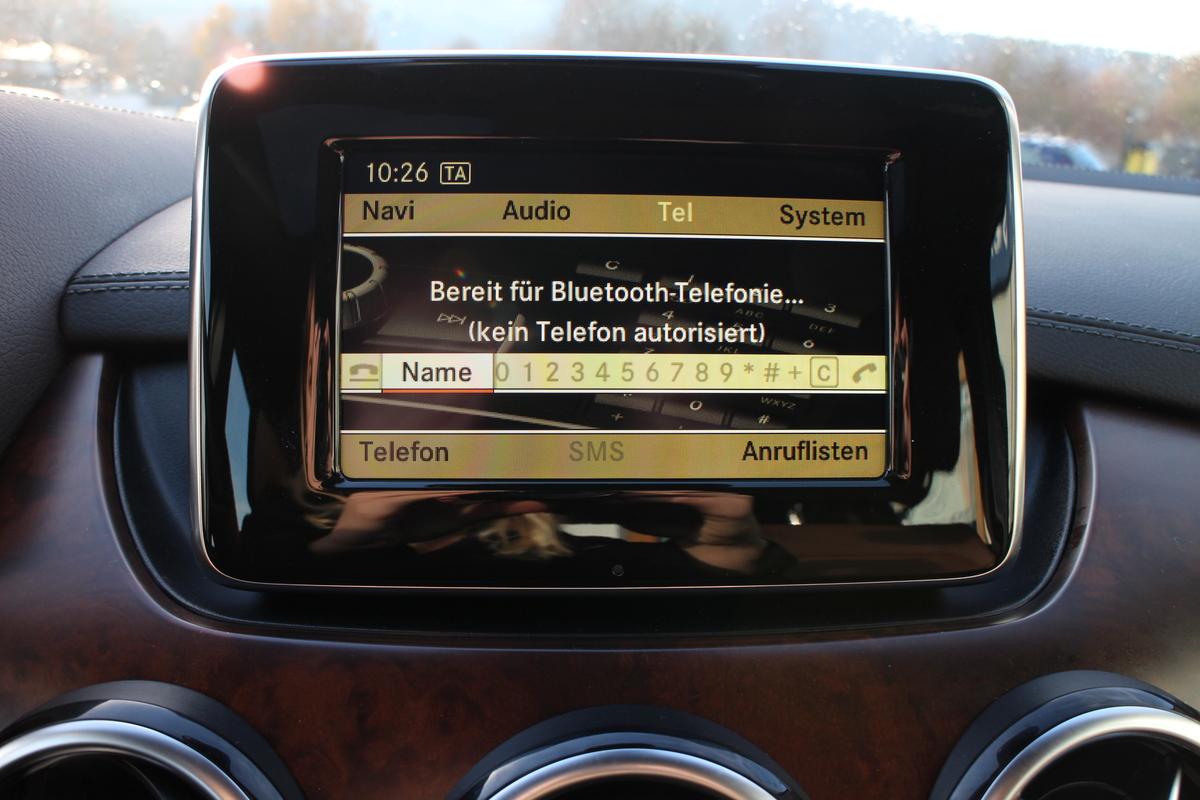 10:26 TA
Navi Audio Tel System
Bereit für Bluetooth-Telefonie...
(kein Telefon autorisiert)
Name 0 1 2 3 4 5 6 7 8 9 * # + C
Telefon SMS Anruflisten